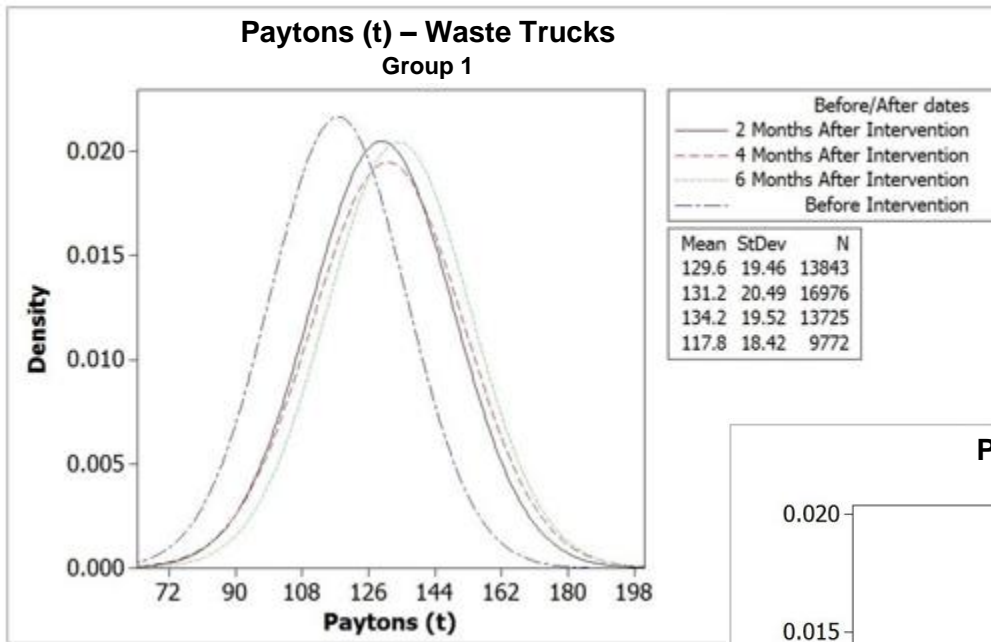 Paytons (t) – Waste Trucks
Group 1
Before/After dates
2 Months After Intervention
4 Months After Intervention
6 Months After Intervention
Before Intervention
Mean StDev N
129.6 19.46 13843
131.2 20.49 16976
134.2 19.52 13725
117.8 18.42 9772
Density
0.020
0.015
0.010
0.005
0.000
72 90 108 126 144 162 180 198
Paytons (t)
P
0.020
0.015